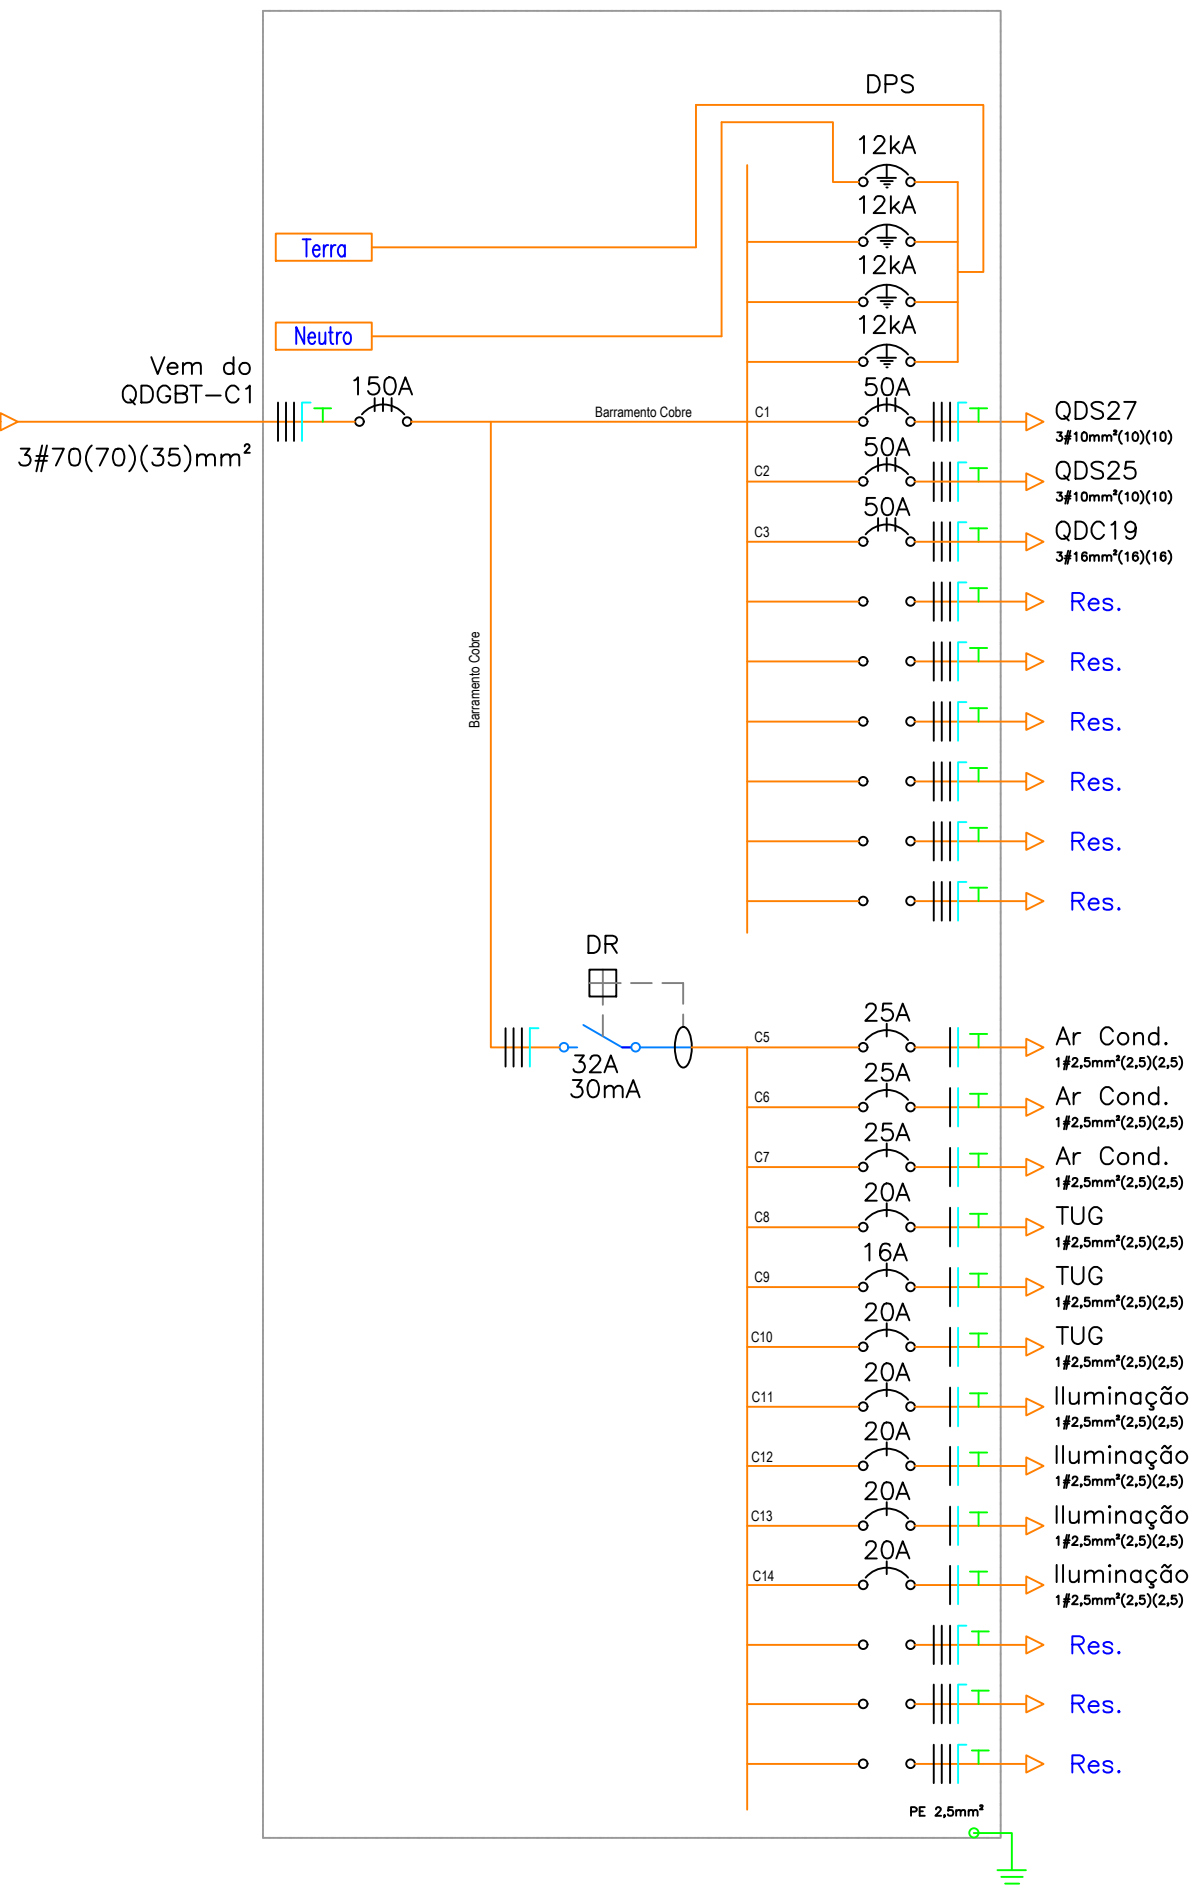 DPS
12kA
12kA
12kA
12kA
Terra
Neutro
Vem do
QDGBT-C1
3#70(70)(35)mm²
150A
Barramento Cobre
Barramento Cobre
C1
50A
QDS27
3#10mm²(10)(10)
C2
50A
QDS25
3#10mm²(10)(10)
C3
50A
QDC19
3#16mm²(16)(16)
Res.
Res.
Res.
Res.
Res.
Res.
DR
32A
30mA
C5
25A
Ar Cond.
1#2,5mm²(2,5)(2,5)
C6
25A
Ar Cond.
1#2,5mm²(2,5)(2,5)
C7
25A
Ar Cond.
1#2,5mm²(2,5)(2,5)
C8
20A
TUG
1#2,5mm²(2,5)(2,5)
C9
16A
TUG
1#2,5mm²(2,5)(2,5)
C10
20A
TUG
1#2,5mm²(2,5)(2,5)
C11
20A
Iluminação
1#2,5mm²(2,5)(2,5)
C12
20A
Iluminação
1#2,5mm²(2,5)(2,5)
C13
20A
Iluminação
1#2,5mm²(2,5)(2,5)
C14
20A
Iluminação
1#2,5mm²(2,5)(2,5)
Res.
Res.
Res.
PE 2,5mm²